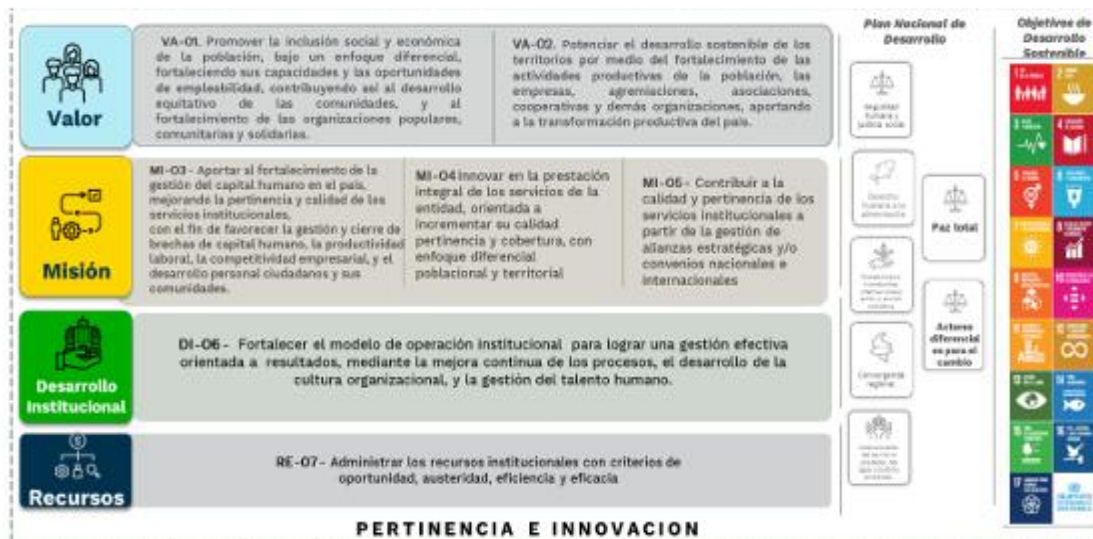 Valor
VA-01. Promover la inclusión social y económica
de la población, bajo un enfoque diferencial,
fortaleciendo sus capacidades y las oportunidades
de empleabilidad, contribuyendo así al desarrollo
equitativo de las comunidades, y al
fortalecimiento de las organizaciones populares,
comunitarias y solidarias.
VA-02. Potenciar el desarrollo sostenible de los
territorios por medio del fortalecimiento de las
actividades productivas de la población, las
empresas, agremiaciones, asociaciones,
cooperativas y demás organizaciones, aportando
a la transformación productiva del país.
Misión
MI-03- Aportar al fortalecimiento de la
gestión del capital humano en el país,
mejorando la pertinencia y calidad de los
servicios institucionales,
con el fin de favorecer la gestión y cierre de
brechas de capital humano, la productividad
laboral, la competitividad empresarial, y el
desarrollo personal ciudadanos y sus
comunidades.
MI-04 Innovar en la prestación
integral de los servicios de la
entidad, orientada a
incrementar su calidad
pertinencia y cobertura, con
enfoque diferencial
poblacional y territorial
MI-05- Contribuir a la
calidad y pertinencia de los
servicios institucionales a
partir de la gestión de
alianzas estratégicas y/o
convenios nacionales e
internacionales
Desarrollo
Institucional
DI-06- Fortalecer el modelo de operación institucional para lograr una gestión efectiva
orientada a resultados, mediante la mejora continua de los procesos, el desarrollo de la
cultura organizacional, y la gestión del talento humano.
Recursos
RE-07- Administrar los recursos institucionales con criterios de
oportunidad, austeridad, eficiencia y eficacia
PERTINENCIA E INNOVACION
Plan Nacional de
Desarrollo
humana y
justicia social
Convergencia
regional
Paz total
Actores
diferencial
es para el
cambio
Objetivos de
Desarrollo
Sostenible
1
2
3
4